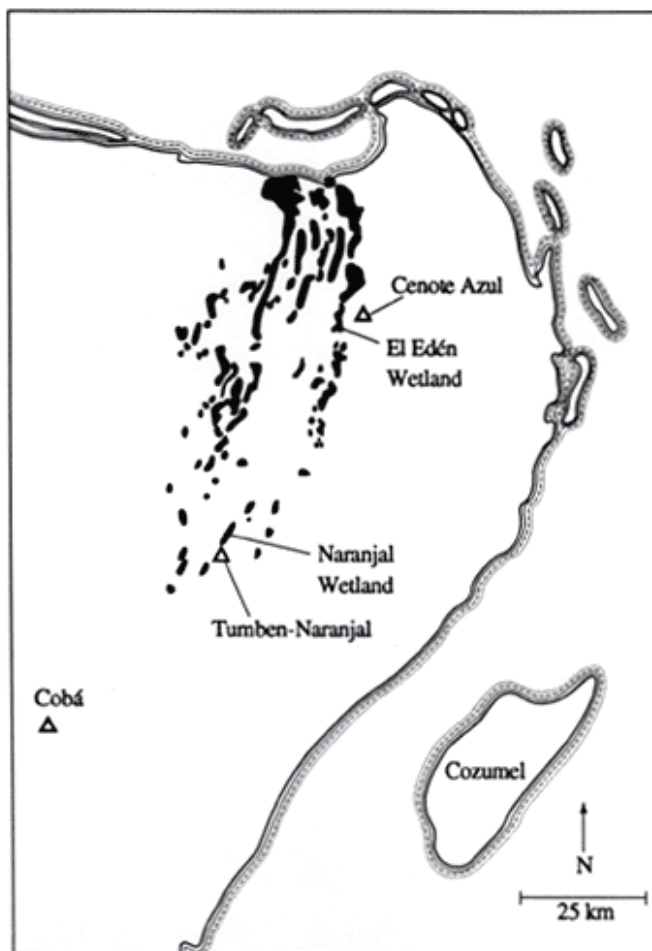 Cenote Azul
El Edén
Wetland
Naranjal
Wetland
Tumben-Naranjal
Cobá
Cozumel
N
25 km